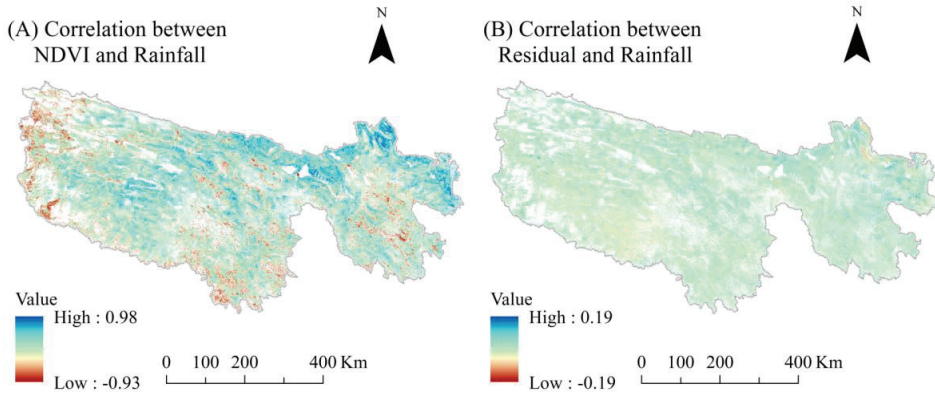 (A) Correlation between
NDVI and Rainfall
N
Value
High : 0.98
Low : -0.93
0 100 200 400 Km
(B) Correlation between
Residual and Rainfall
N
Value
High : 0.19
Low : -0.19
0 100 200 400 Km